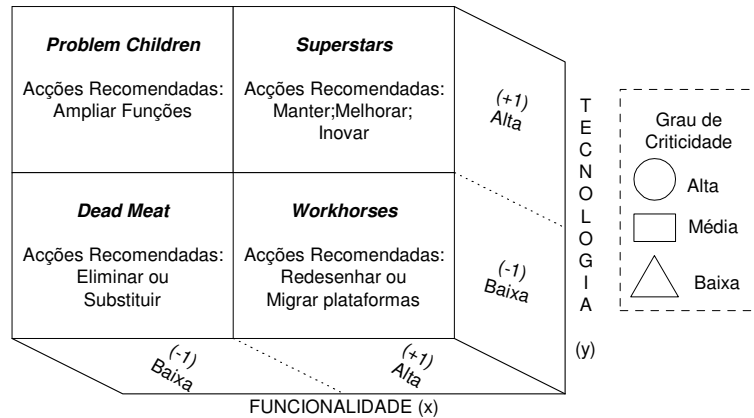 Problem Children
Acções Recomendadas:
Ampliar Funções
Superstars
Acções Recomendadas:
Manter;Melhorar;
Inovar
(+1)
Alta
Dead Meat
Acções Recomendadas:
Eliminar ou
Substituir
Workhorses
Acções Recomendadas:
Redesenhar ou
Migrar plataformas
(-1)
Baixa
(-1)
Baixa
(+1)
Alta
FUNCIONALIDADE (x)
TECNOLOGIA
(y)
Grau de
Criticidade
Alta
Média
Baixa